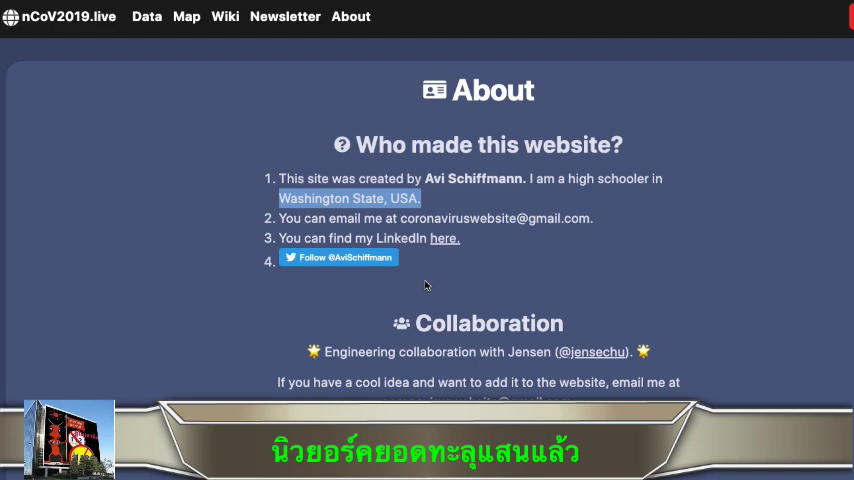 nCoV2019.live Data Map Wiki Newsletter About
About
Who made this website?
1. This site was created by Avi Schiffmann. I am a high schooler in
Washington State, USA.
2. You can email me at coronaviruswebsite@gmail.com.
3. You can find my LinkedIn here.
4. Follow @AviSchiffmann
Collaboration
Engineering collaboration with Jensen (@jensechu).
If you have a cool idea and want to add it to the website, email me at
นิวยอร์คยอดทะลุแสนแล้ว